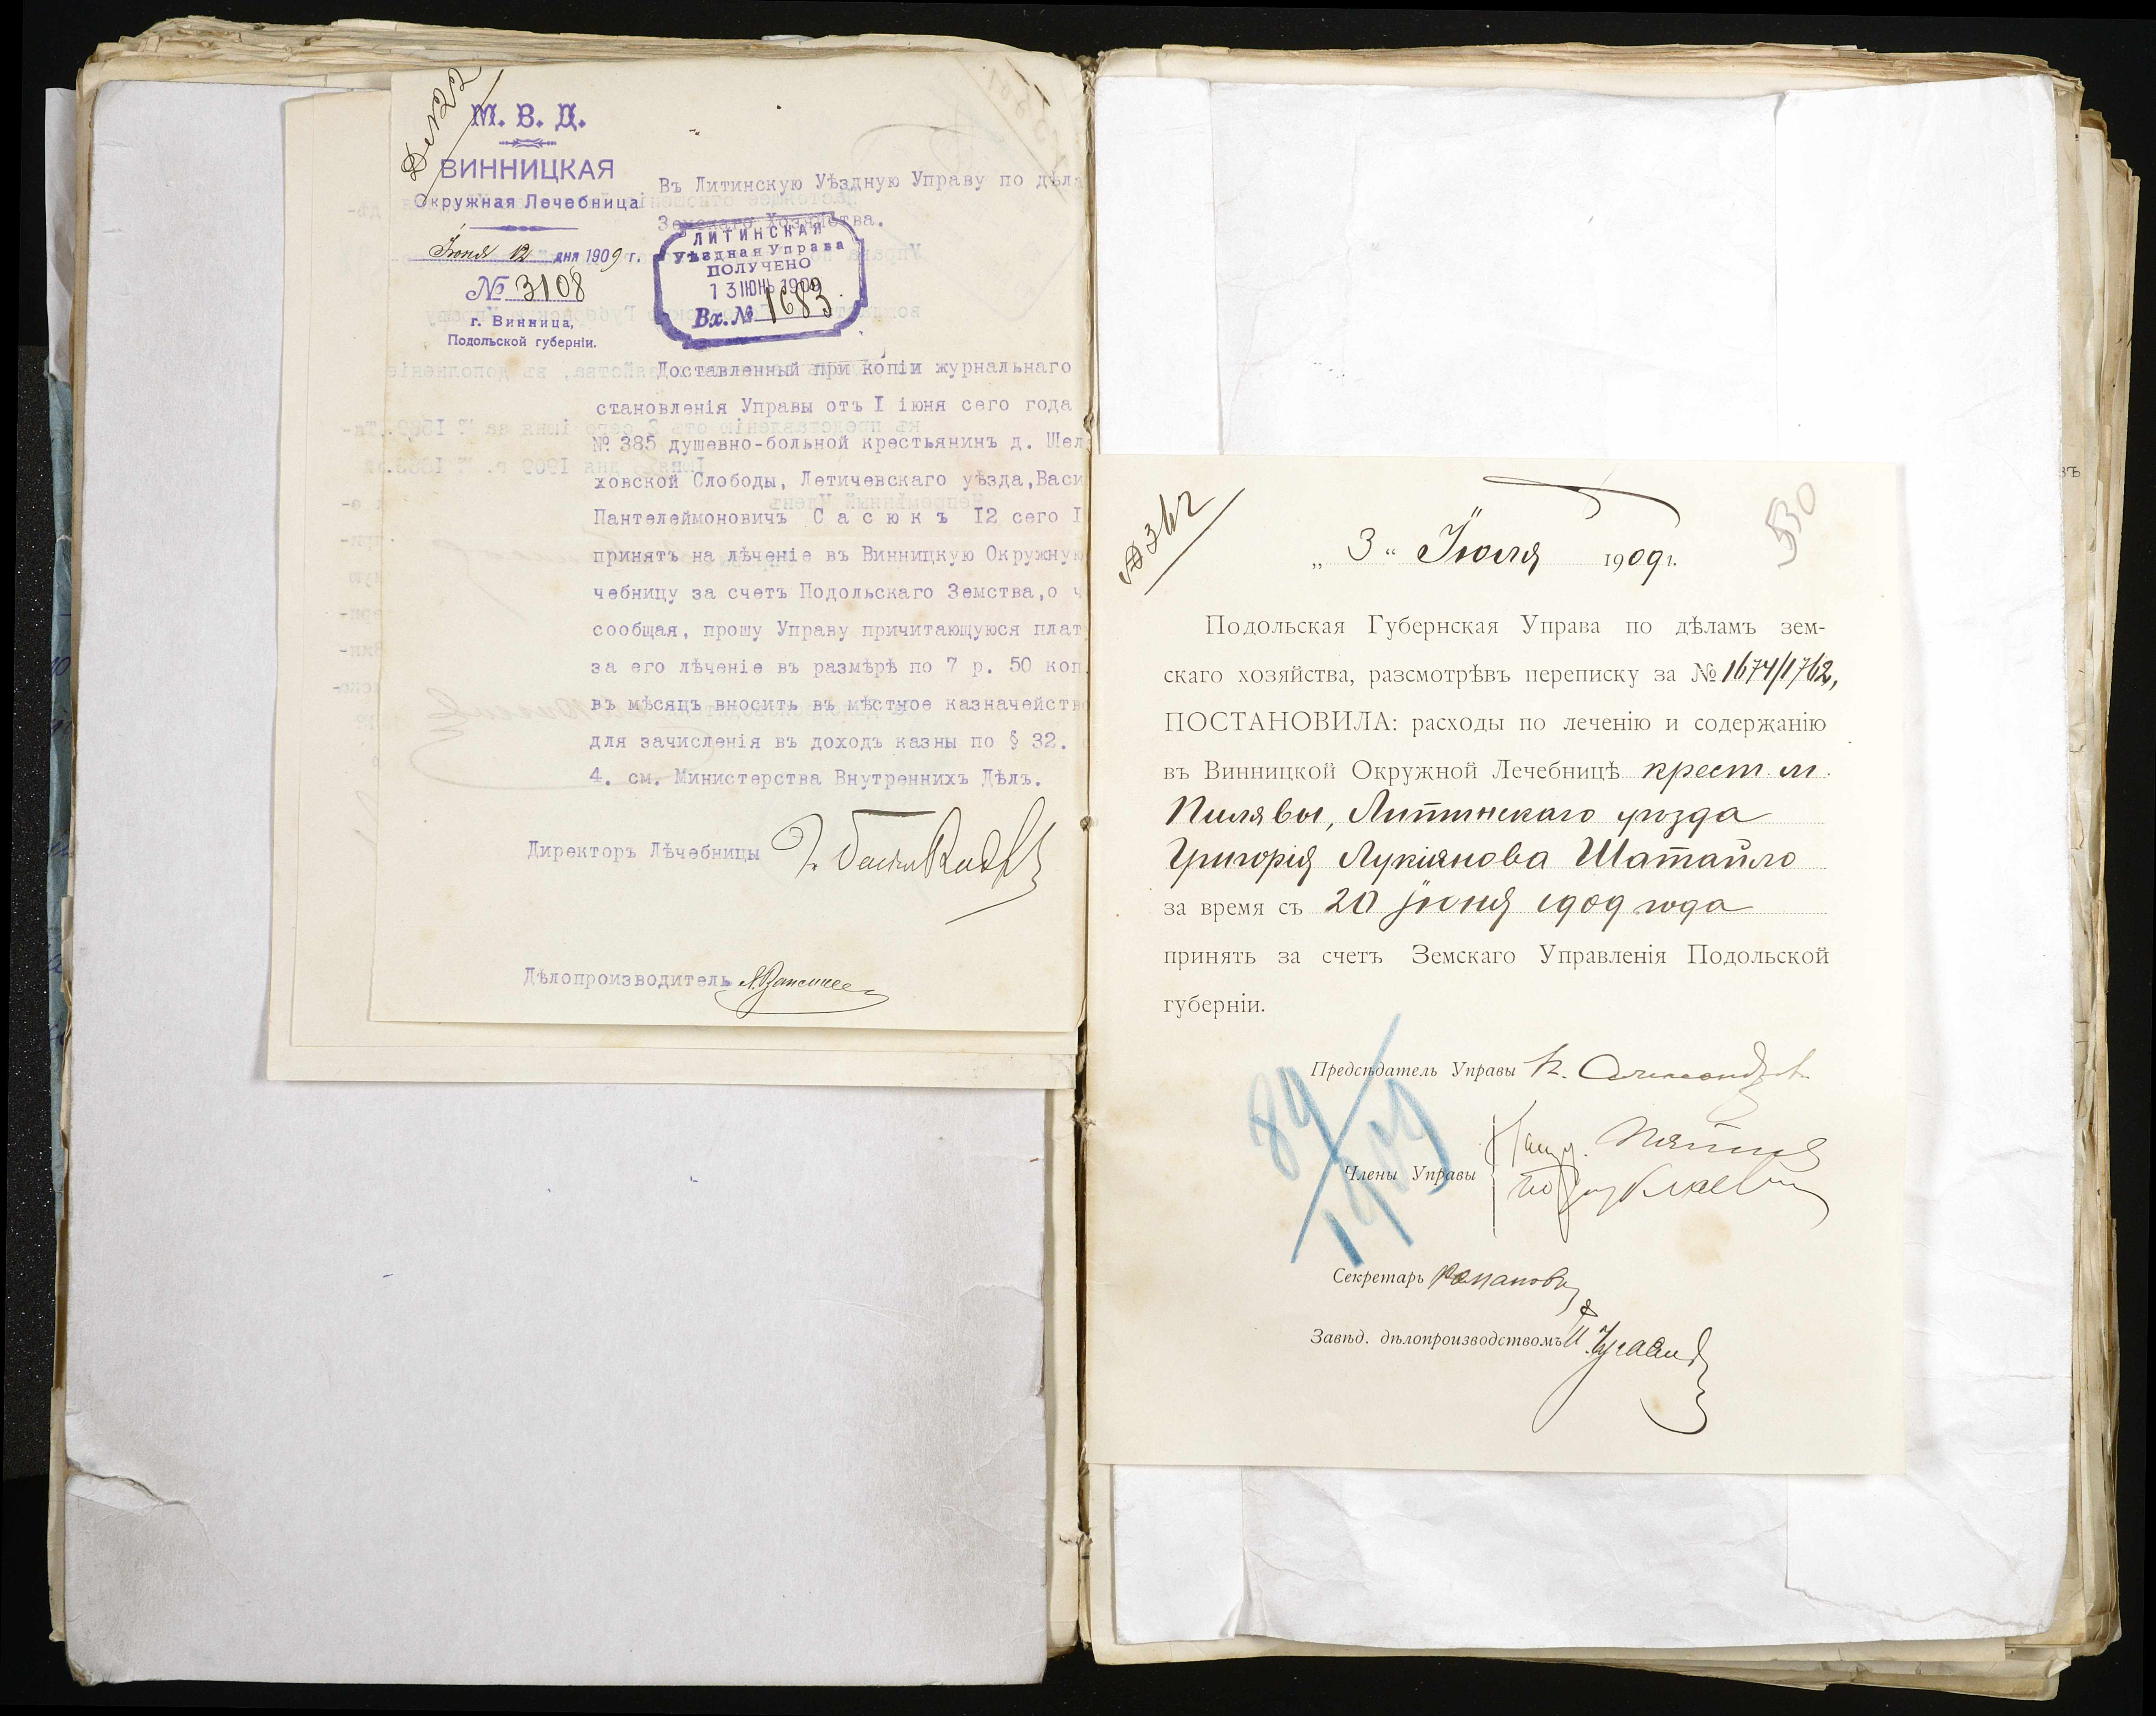 М. В. Д.
ВИННИЦКАЯ
Окружная Лечебница
Іюня 12 дня 1909 г.
№ 3108
г. Винница,
Подольской губерніи.
Въ Литинскую Уѣздную Управу по дѣла
Земскаго Хозяйства.
ЛИТИНСКАЯ
Уѣздная Управа
ПОЛУЧЕНО
13 ІЮНЬ 1909
Вх. № 1683
Доставленный при копіи журнальнаго
становленія Управы отъ I іюня сего года
№ 385 душевно-больной крестьянинъ д. Шел
ховской Слободы, Летичевскаго уѣзда,Васи
Пантелеймоновичъ С а с ю к ъ I2 сего I
принятъ на лѣченіе въ Винницкую Окружную
чебницу за счетъ Подольскаго Земства,о ч
сообщая, прошу Управу причитающуюся плат
за его лѣченіе въ размѣрѣ по 7 р. 50 коп.
въ мѣсяцъ вносить въ мѣстное казначейство
для зачисленія въ доходъ казны по § 32.
4. см. Министерства Внутреннихъ Дѣлъ.
Директоръ Лѣчебницы
Дѣлопроизводитель
530
„ 3 “ Іюля 1909 г.
Подольская Губернская Управа по дѣламъ зем-
скаго хозяйства, разсмотрѣвъ переписку за № 1674/1762,
ПОСТАНОВИЛА: расходы по леченію и содержанію
въ Винницкой Окружной Лечебницѣ крест. м.
Пилявы, Литинскаго уѣзда
Григорія Лукіянова Шатайло
за время съ 20 іюня 1909 года
принять за счетъ Земскаго Управленія Подольской
губерніи.
Предсѣдатель Управы
84/1909
Члены Управы
Секретарь Романовъ
Завѣд. дѣлопроизводствомъ